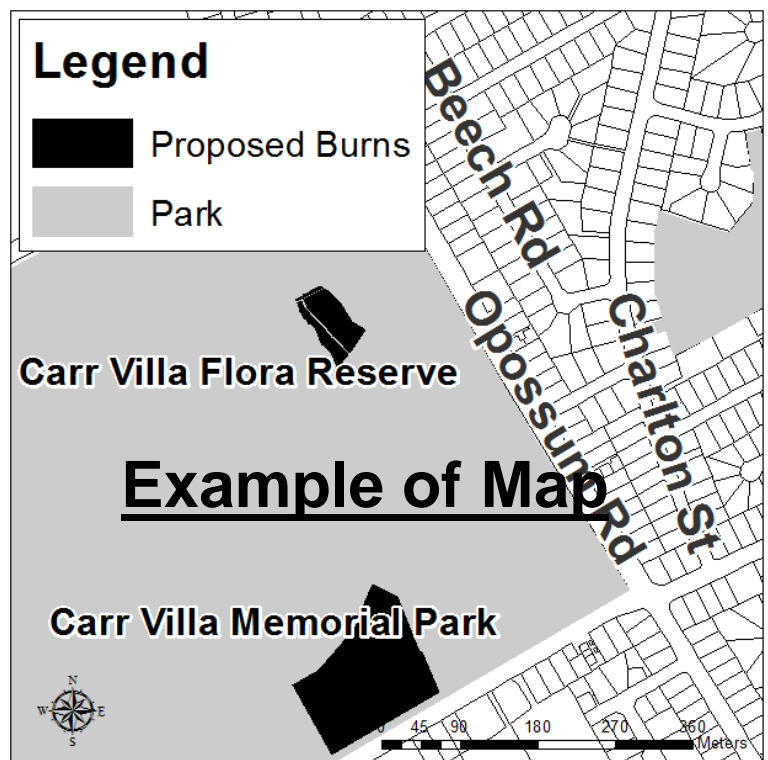 Legend
Proposed Burns
Park
Beech Rd
Opossum Rd
Charlton St
Carr Villa Flora Reserve
Example of Map
Carr Villa Memorial Park
N
W E
S
0 45 90 180 270 360
Meters